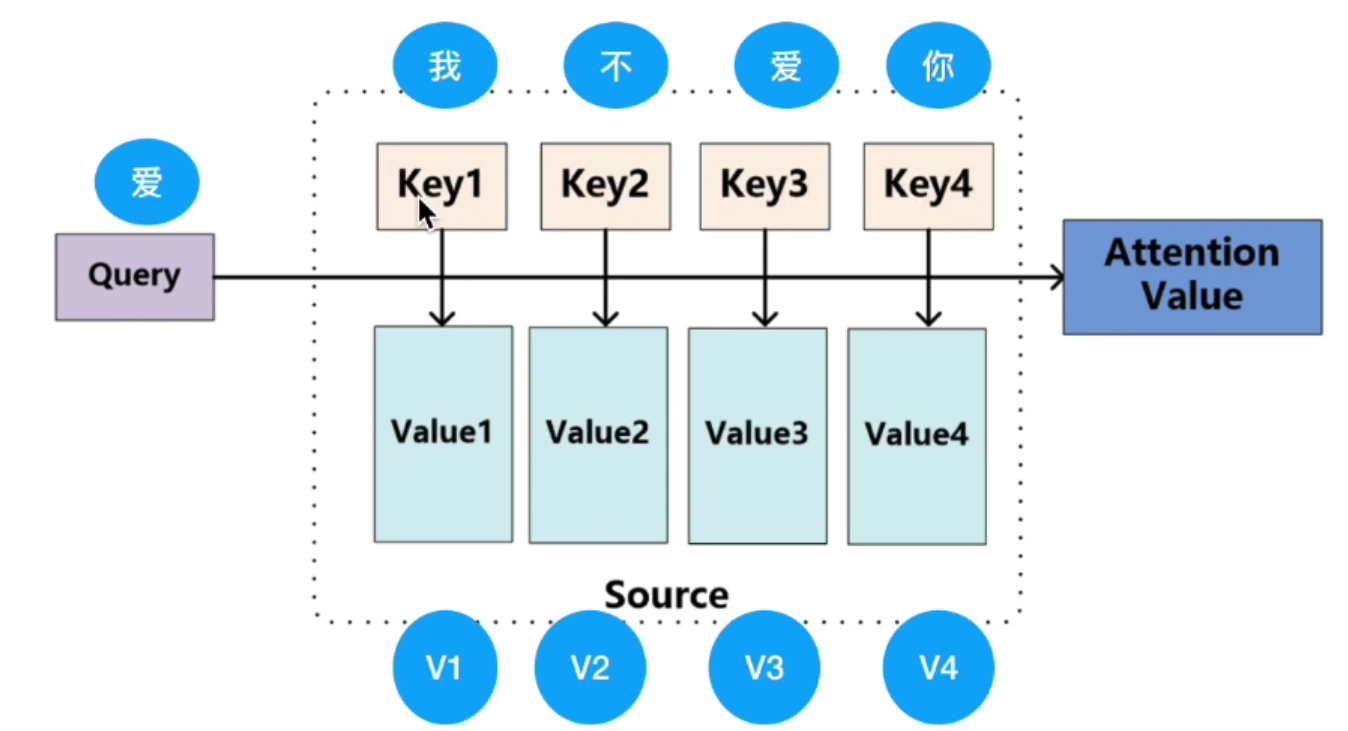 我 不 爱 你
爱
Key1 Key2 Key3 Key4
Query
Attention
Value
Value1 Value2 Value3 Value4
Source
V1 V2 V3 V4